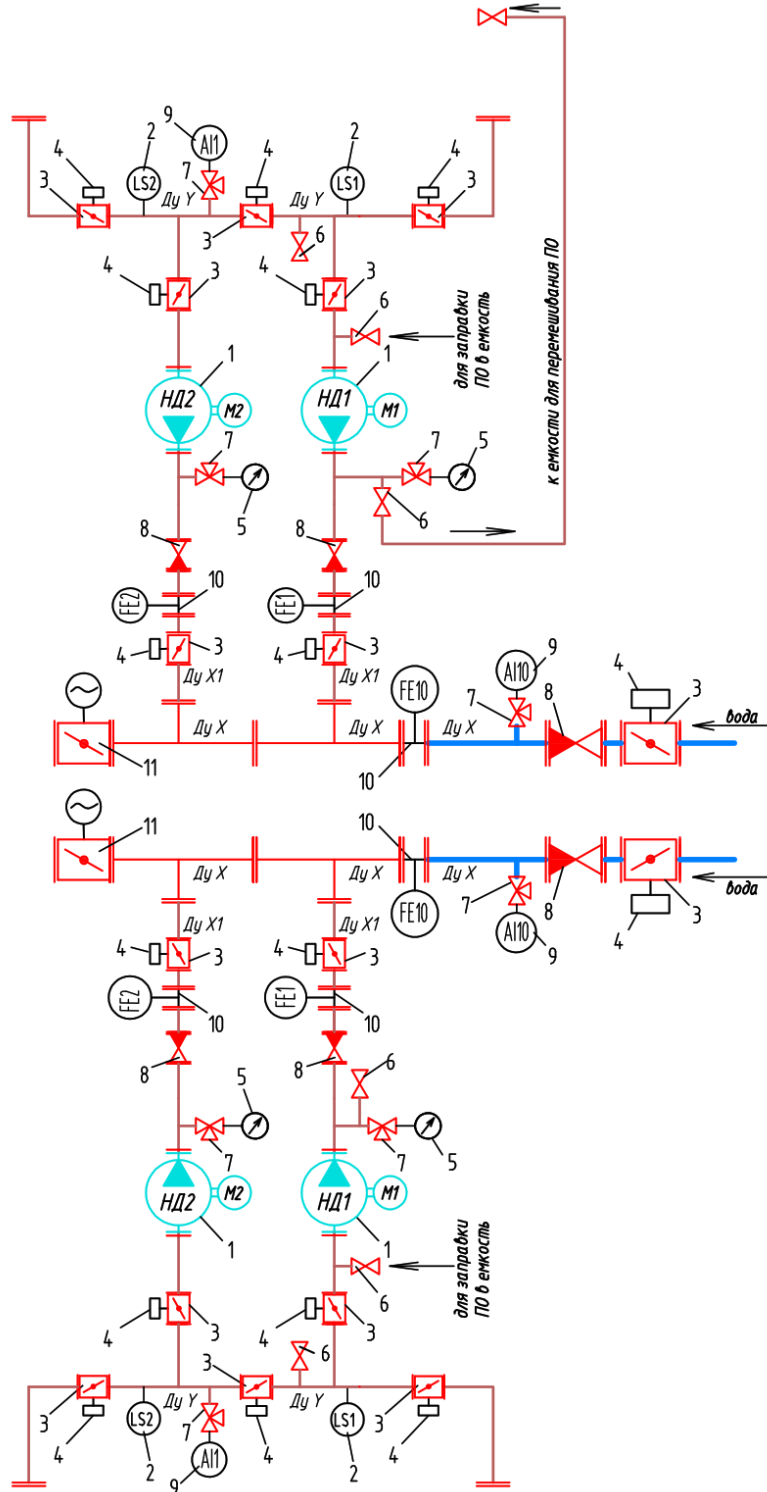 9
2 AI1 2
4 4 4
7
3 LS2 LS1 3
Ду Y Ду Y
3 6
4 3 4 3
6
к емкости для перемешивания ПО
для заправки
ПО в емкость
1 1
НД2 M2 НД1 M1
7 7 5
5 6
8 8
10 10
FE2 FE1
4 3 4 3
Ду X1 Ду X1
9
AI10 4
FE10 7 8 3
вода
Ду X Ду X Ду X
11 10
11 10
Ду X Ду X Ду X
7 8 3
вода
FE10 AI10 4
9
Ду X1 Ду X1
4 3 4 3
FE2 FE1
10 10
8 8 6
5
7 7 5
НД2 M2 НД1 M1
1 1
для заправки
ПО в емкость
6
4 3 4 3
3 6
Ду Y Ду Y
3 LS2 7 LS1 3
4 AI1 4 4
2 9 2